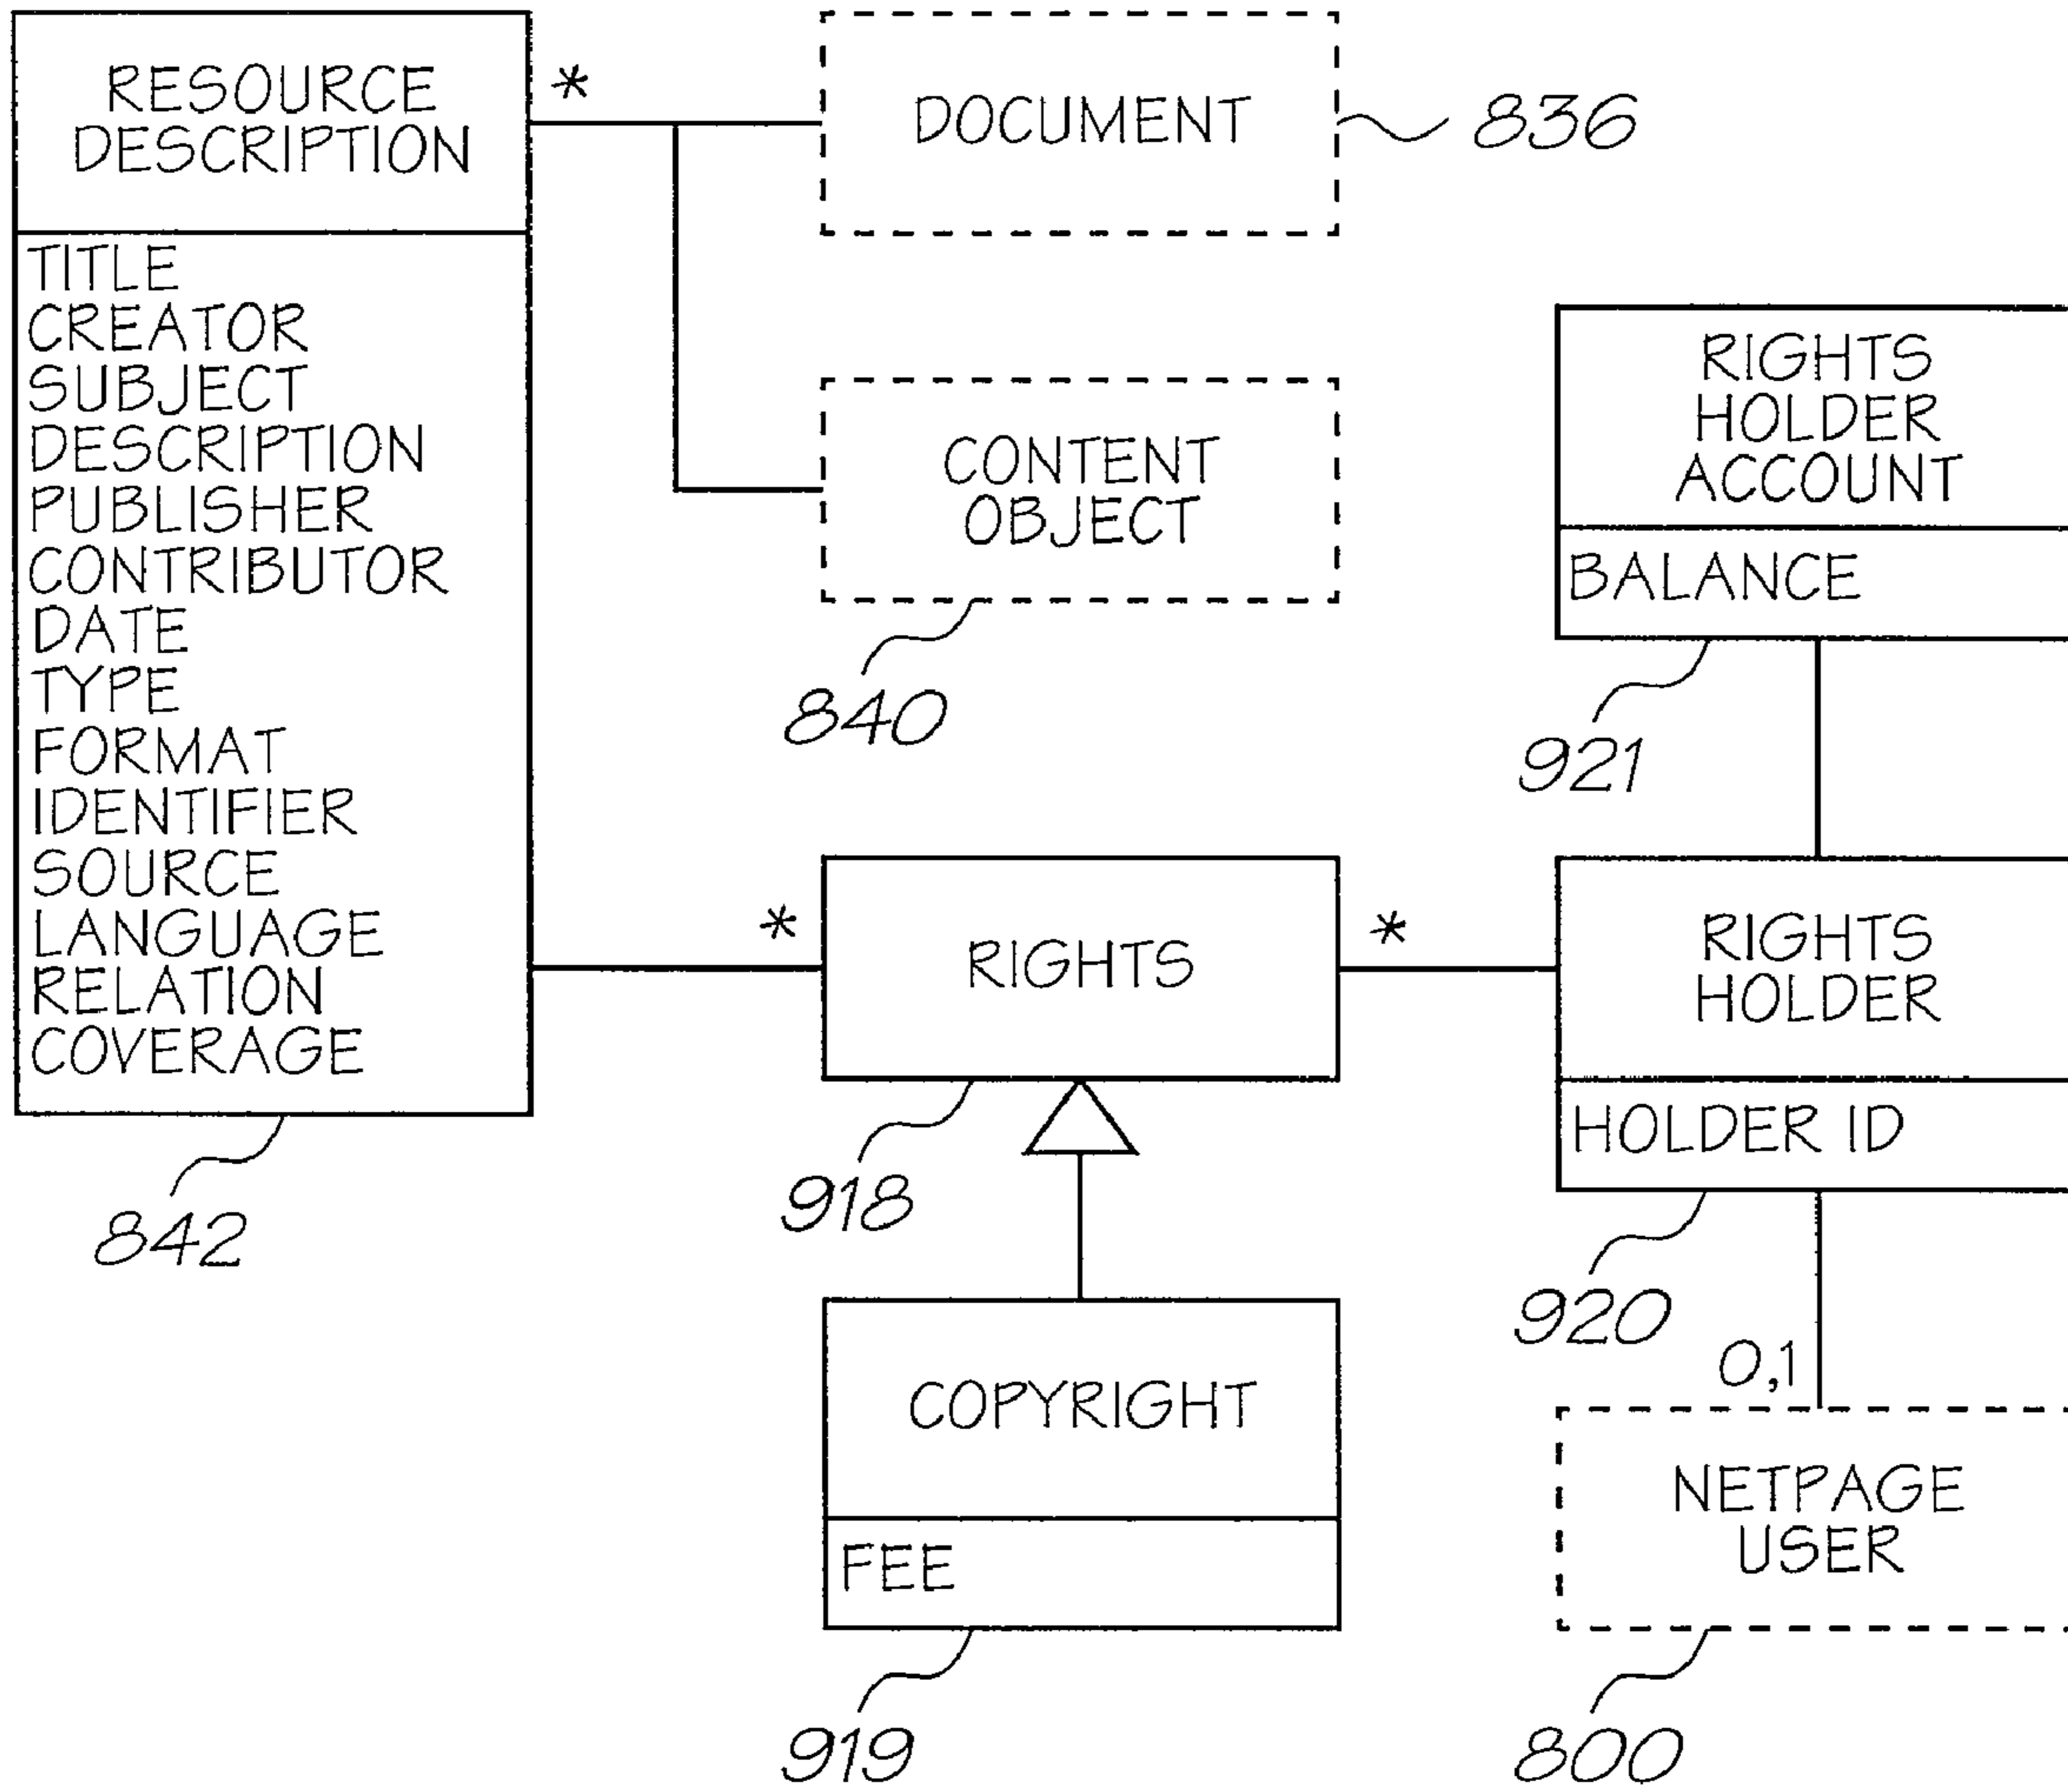 RESOURCE
DESCRIPTION
*
TITLE
CREATOR
SUBJECT
DESCRIPTION
PUBLISHER
CONTRIBUTOR
DATE
TYPE
FORMAT
IDENTIFIER
SOURCE
LANGUAGE
RELATION
COVERAGE
842
DOCUMENT
836
CONTENT
OBJECT
840
RIGHTS
HOLDER
ACCOUNT
BALANCE
921
*
RIGHTS
*
918
RIGHTS
HOLDER
HOLDER ID
920
0,1
COPYRIGHT
FEE
919
NETPAGE
USER
800